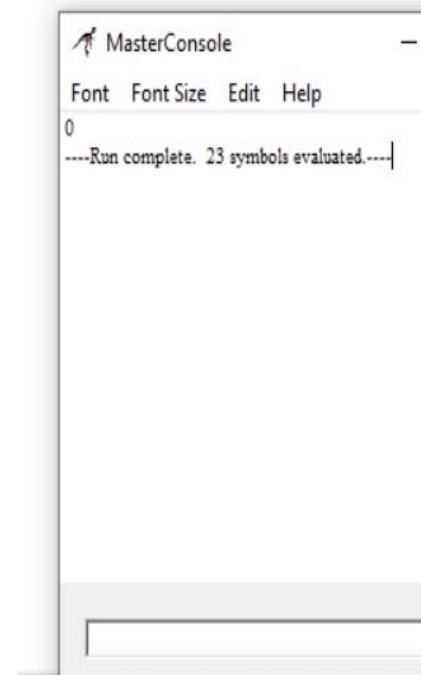 MasterConsole
Font Font Size Edit Help
0
----Run complete.  23 symbols evaluated.----